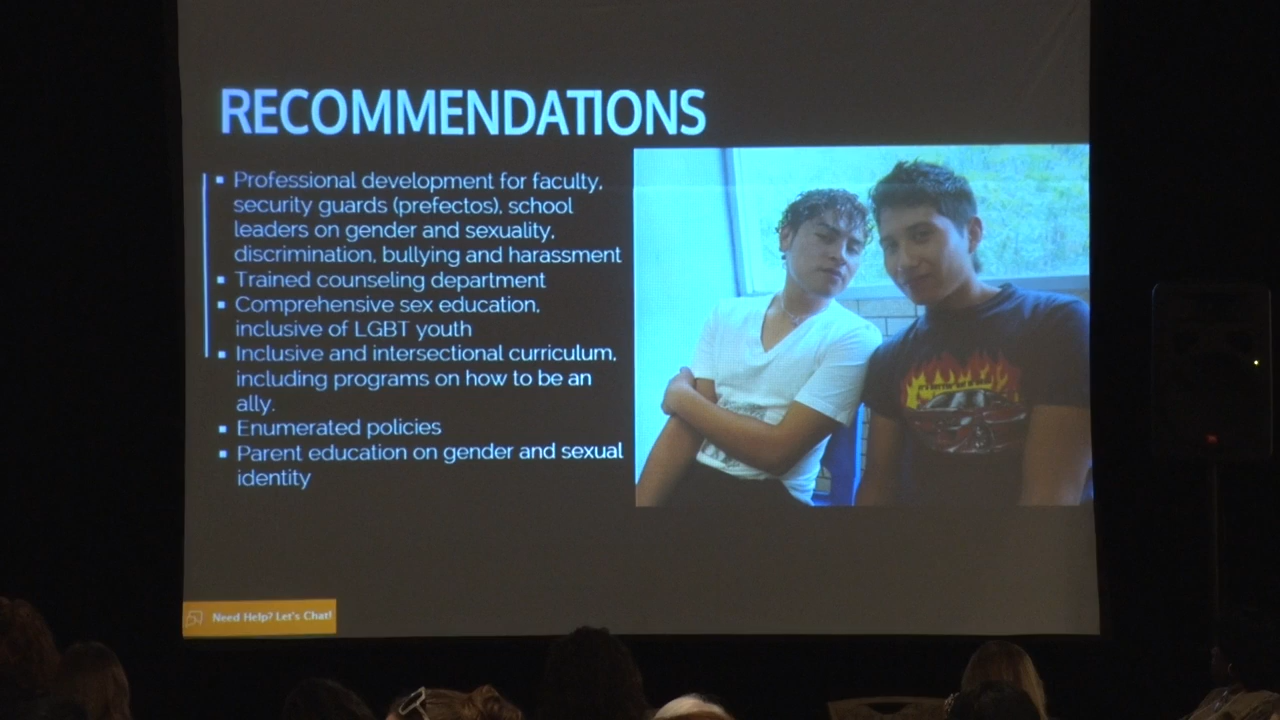 RECOMMENDATIONS
▪ Professional development for faculty,
security guards (prefectos), school
leaders on gender and sexuality,
discrimination, bullying and harassment
▪ Trained counseling department
▪ Comprehensive sex education,
inclusive of LGBT youth
▪ Inclusive and intersectional curriculum,
including programs on how to be an
ally.
▪ Enumerated policies
▪ Parent education on gender and sexual
identity
Need Help? Let's Chat!